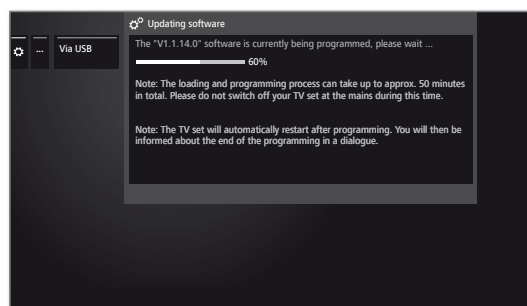 Updating software
... Via USB
The "V1.1.14.0" software is currently being programmed, please wait ...
60%
Note: The loading and programming process can take up to approx. 50 minutes
in total. Please do not switch off your TV set at the mains during this time.
Note: The TV set will automatically restart after programming. You will then be
informed about the end of the programming in a dialogue.